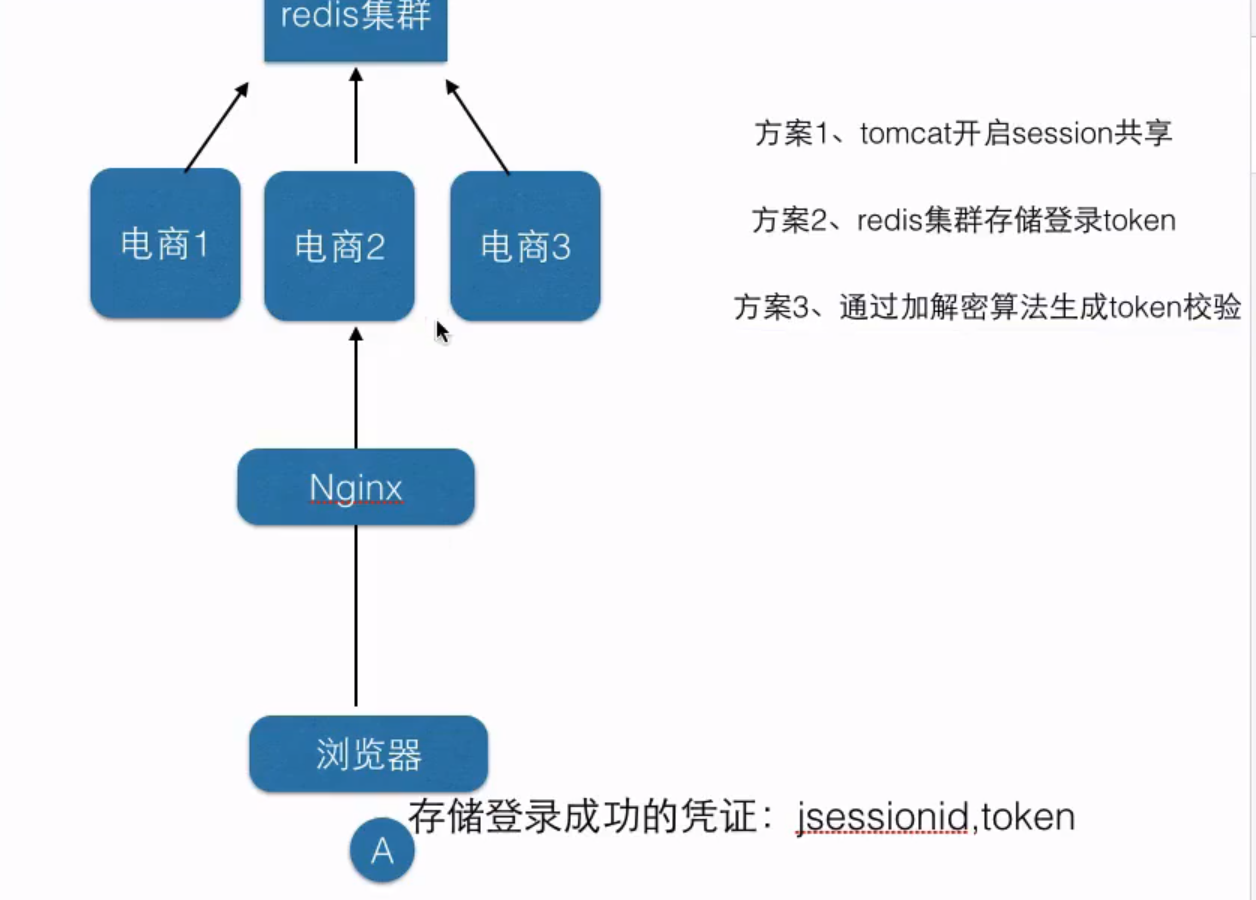 redis集群
方案1、tomcat开启session共享
方案2、redis集群存储登录token
电商1
电商2
电商3
方案3、通过加解密算法生成token校验
Nginx
浏览器
存储登录成功的凭证：jsessionid,token
A